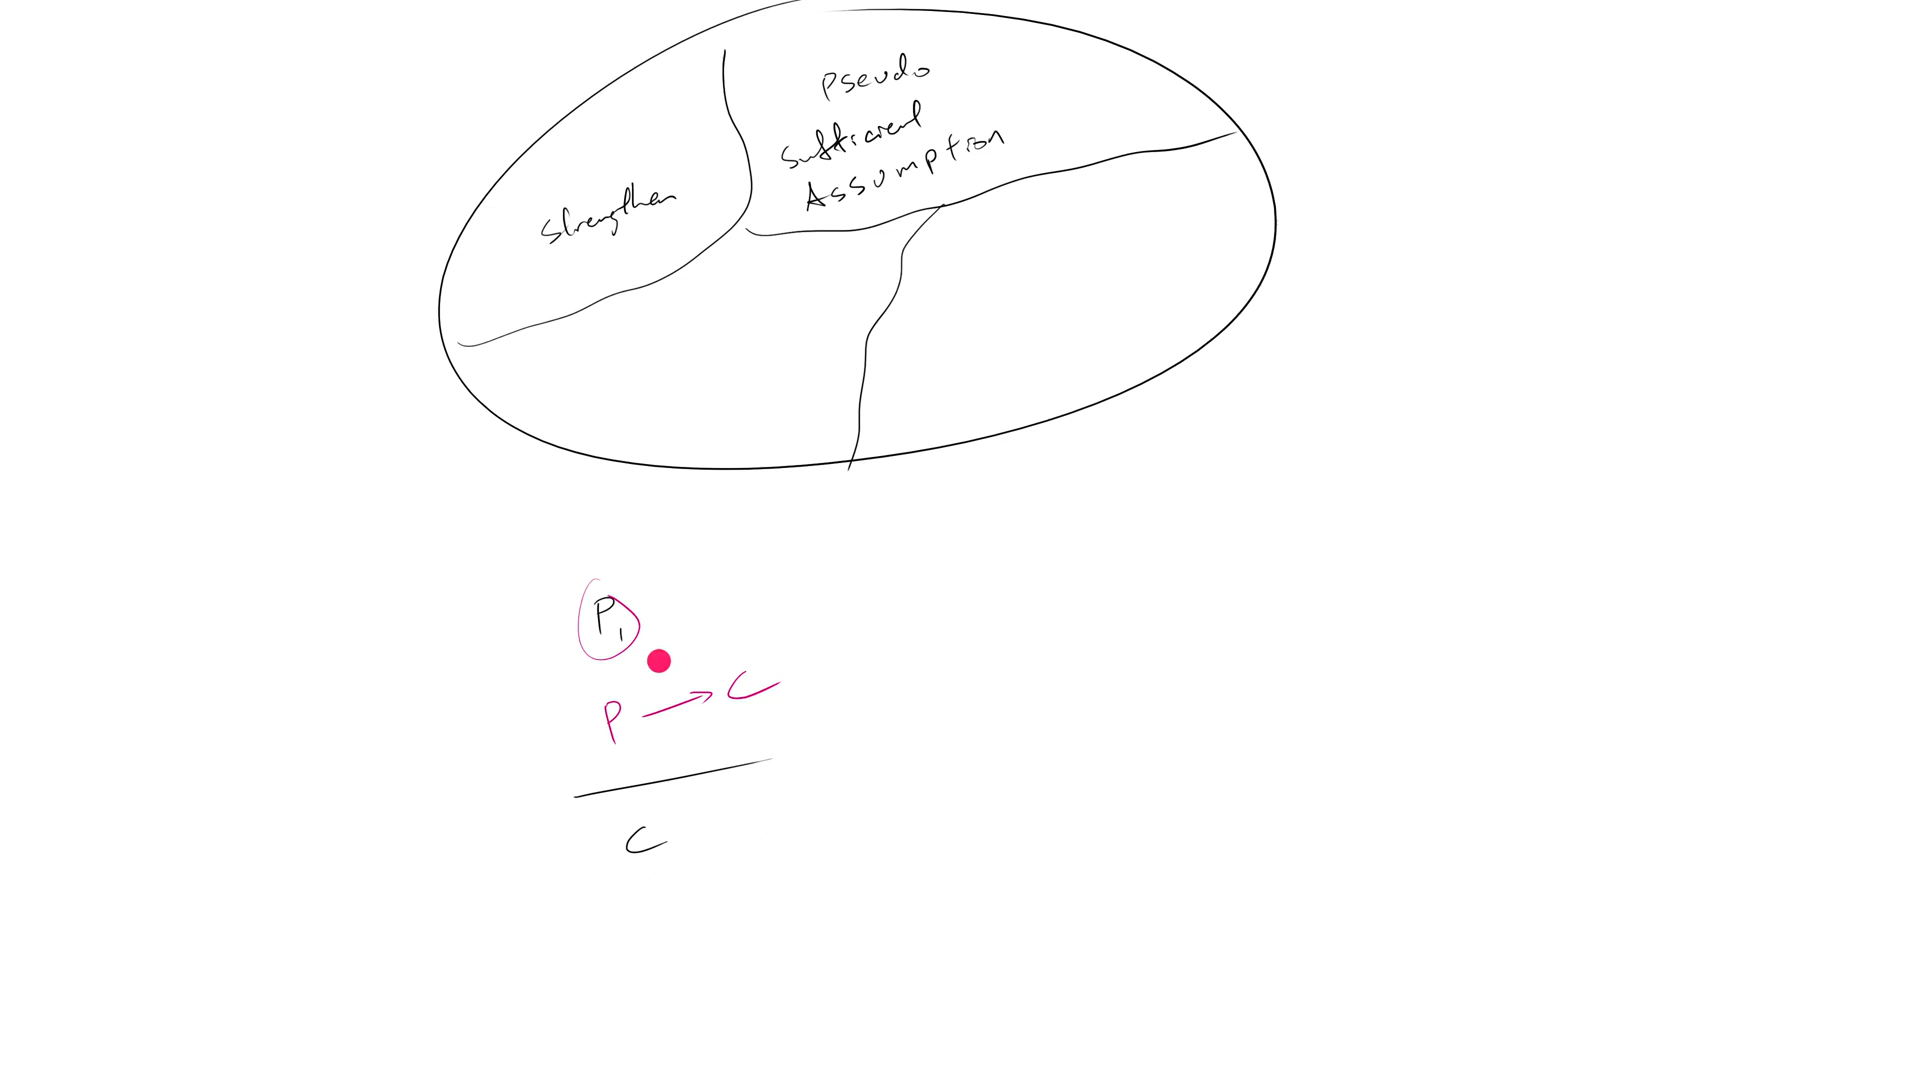 Pseudo
Sufficient
Assumption
Strengthen
P1
P → C
C